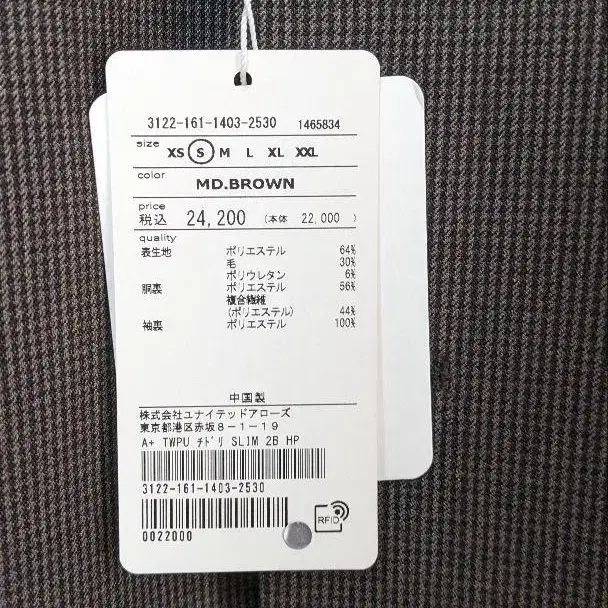 3122-161-1403-2530 1465834
size XS S M L XL XXL
color
MD.BROWN
price
税込 24,200 (本体 22,000 )
quality
表生地 ポリエステル 64%
毛 30%
ポリウレタン 6%
胴裏 ポリエステル 56%
複合繊維
(ポリエステル) 44%
袖裏 ポリエステル 100%
中国製
株式会社ユナイテッドアローズ
東京都港区赤坂8-1-19
A+ TWPU チドリ SLIM 2B HP
3122-161-1403-2530
RFID
0022000